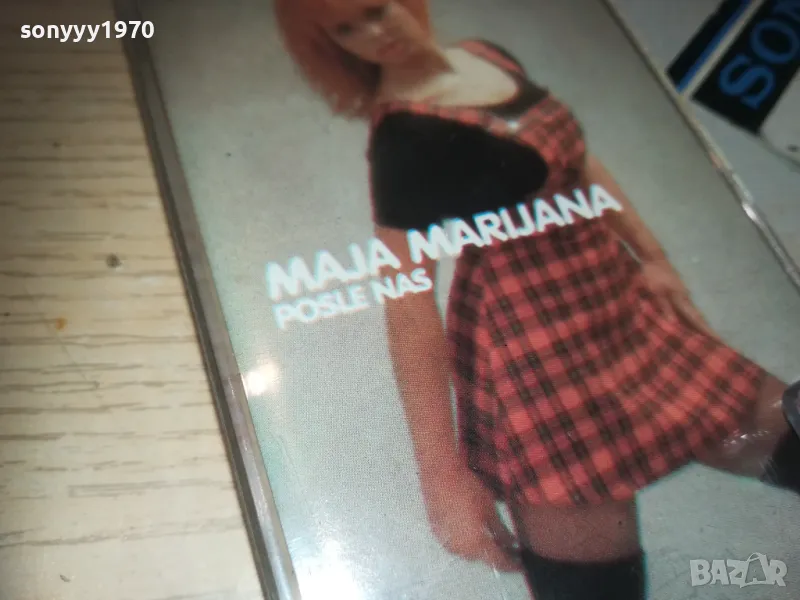 sonyyy1970
SON
MAJA MARIJANA
POSLE NAS
BAZAR